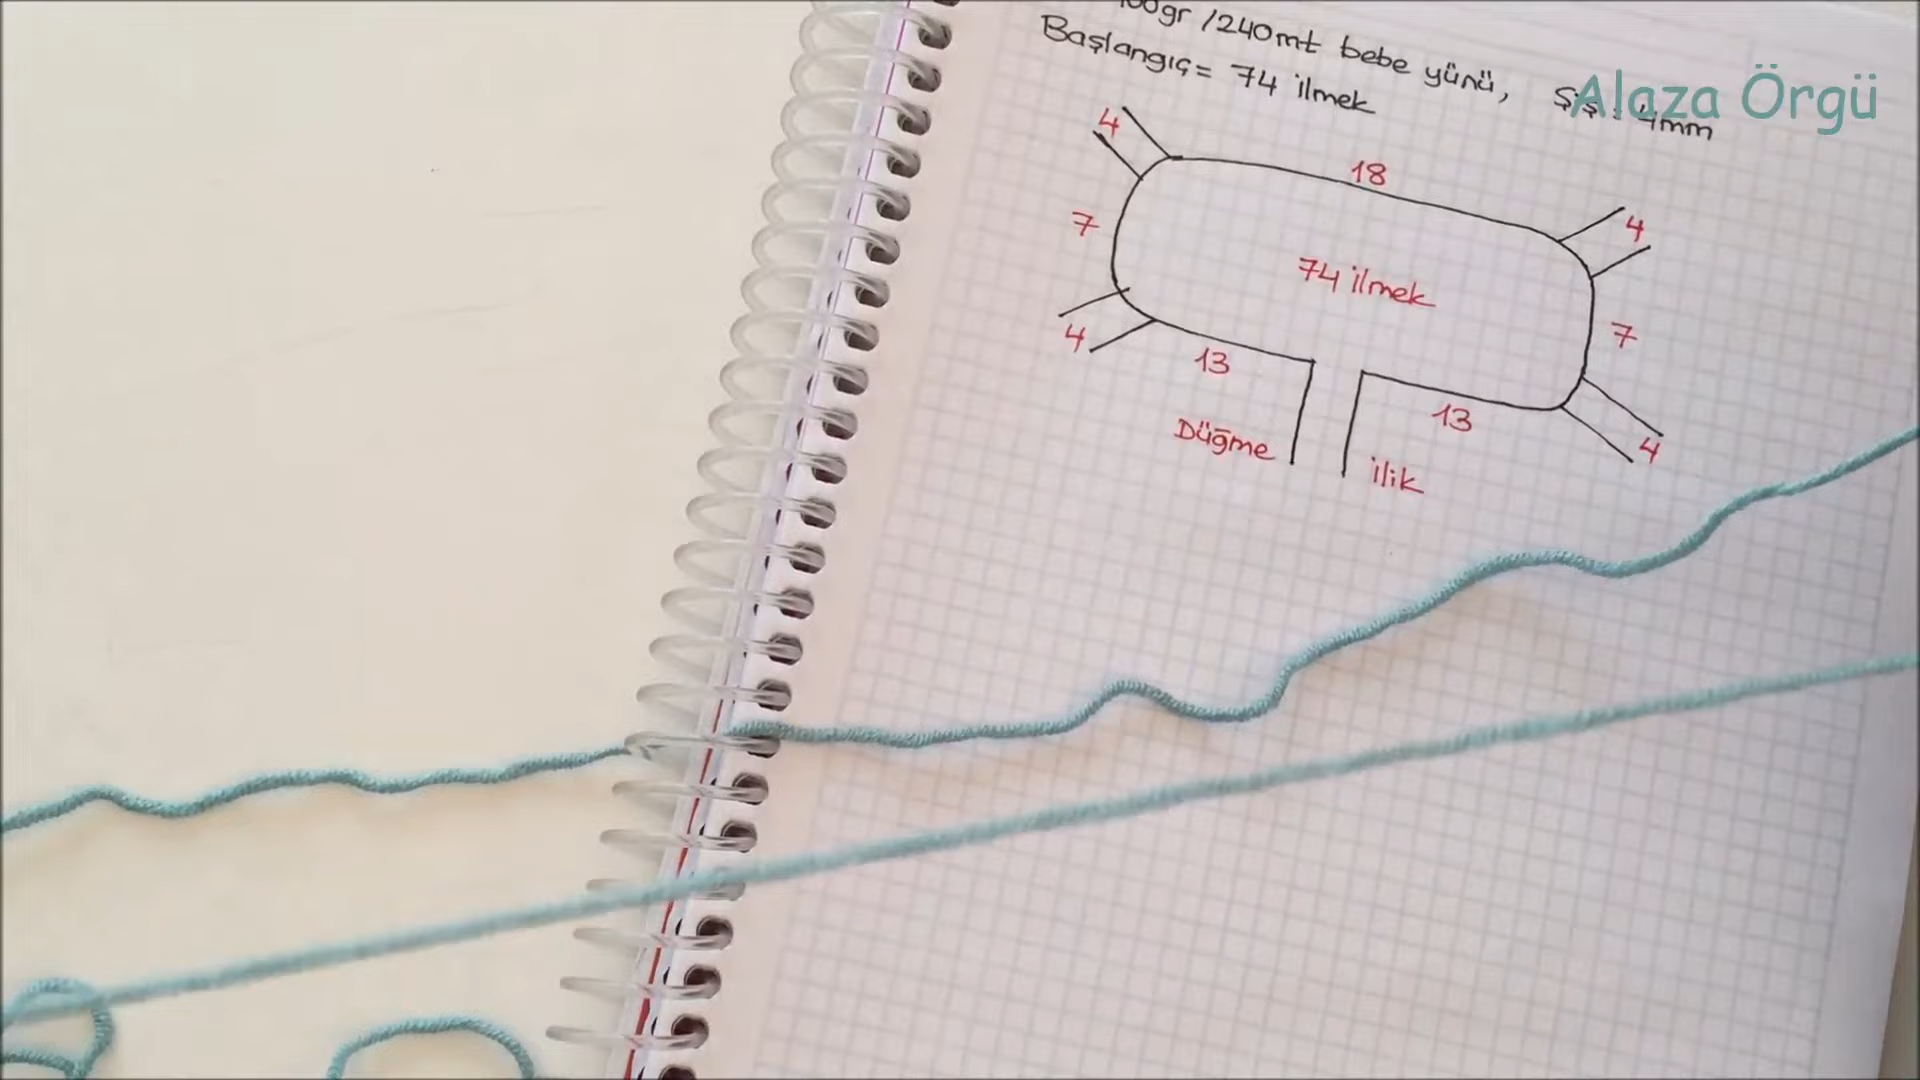 100gr /240mt bebe yünü, Şiş : 4mm
Başlangıç= 74 ilmek
Alaza Örgü
4
18
4
7
74 ilmek
7
4
13
13
4
Düğme
ilik